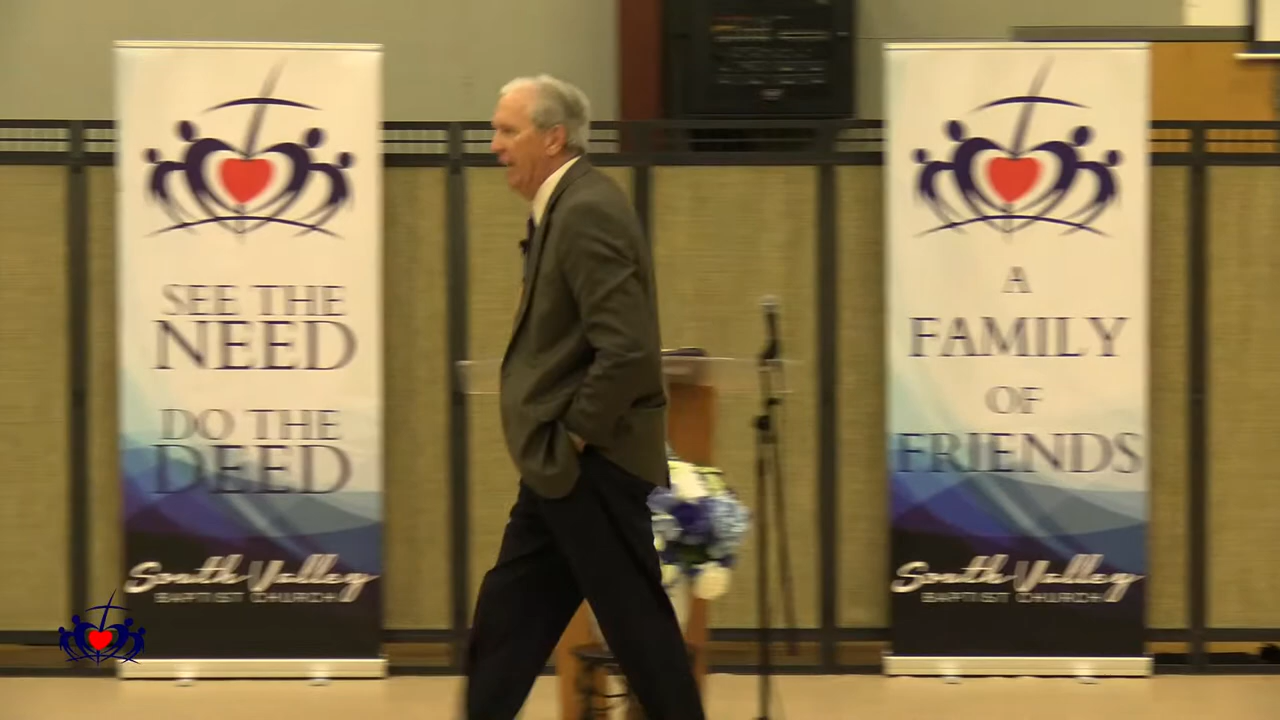 SEE THE
NEED
DO THE
DEED
South Valley
BAPTIST CHURCH
A
FAMILY
OF
FRIENDS
South Valley
BAPTIST CHURCH